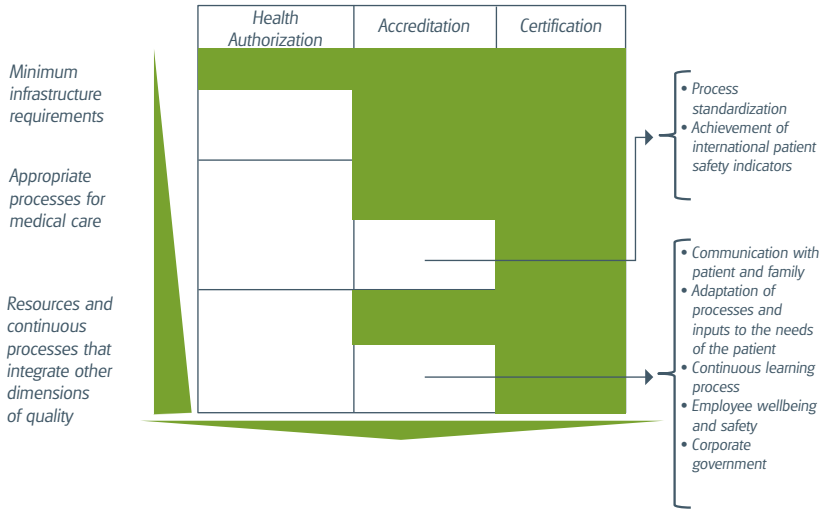 Health
Authorization
Accreditation
Certification
Minimum
infrastructure
requirements
Appropriate
processes for
medical care
Resources and
continuous
processes that
integrate other
dimensions
of quality
• Process
standardization
• Achievement of
international patient
safety indicators
• Communication with
patient and family
• Adaptation of
processes and
inputs to the needs
of the patient
• Continuous learning
process
• Employee wellbeing
and safety
• Corporate
government